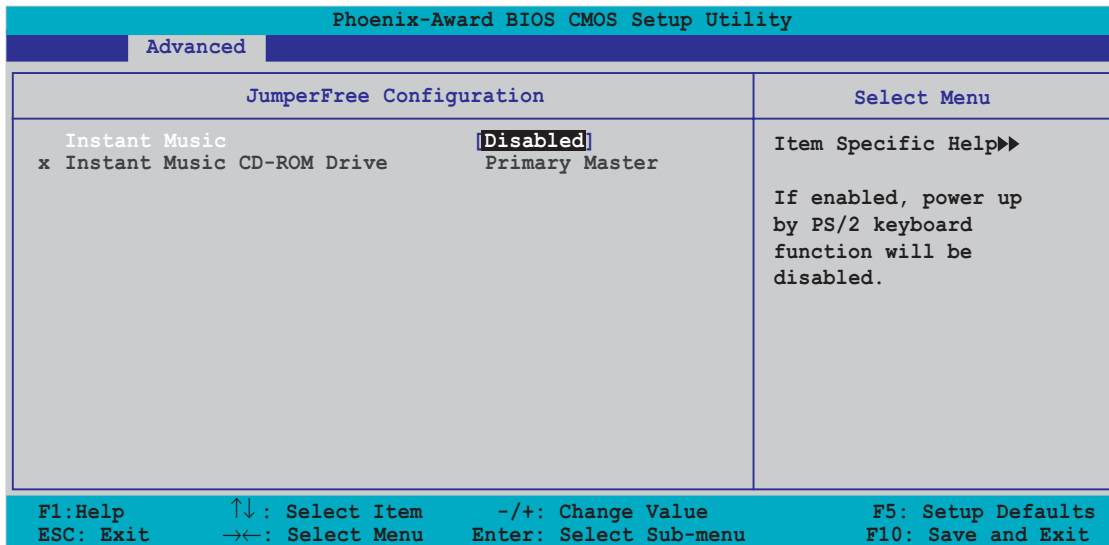 Phoenix-Award BIOS CMOS Setup Utility
Advanced
JumperFree Configuration
Select Menu
Instant Music [Disabled]
x Instant Music CD-ROM Drive Primary Master
Item Specific Help▶▶
If enabled, power up
by PS/2 keyboard
function will be
disabled.
F1:Help ↑↓: Select Item -/+: Change Value F5: Setup Defaults
ESC: Exit →←: Select Menu Enter: Select Sub-menu F10: Save and Exit